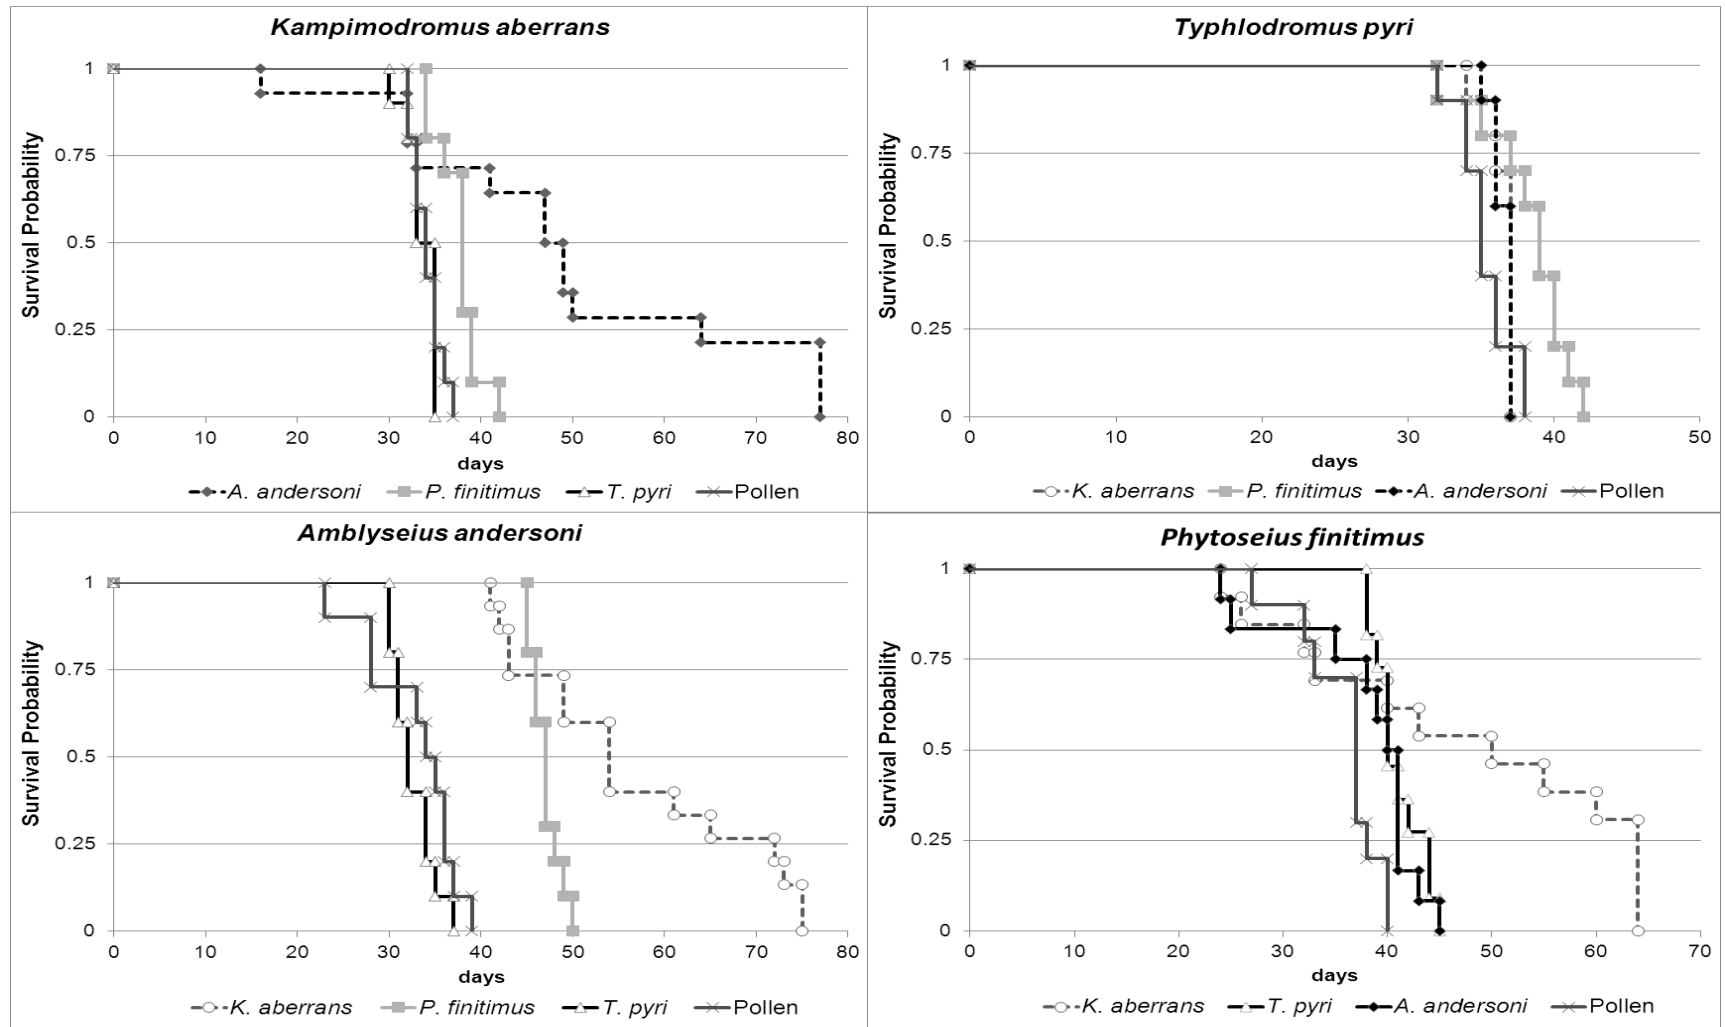 Kampimodromus aberrans
Survival Probability
1
0.75
0.5
0.25
0
0 10 20 30 40 50 60 70 80
days
A. andersoni P. finitimus T. pyri Pollen
Typhlodromus pyri
Survival Probability
1
0.75
0.5
0.25
0
0 10 20 30 40 50
days
K. aberrans P. finitimus A. andersoni Pollen
Amblyseius andersoni
Survival Probability
1
0.75
0.5
0.25
0
0 10 20 30 40 50 60 70 80
days
K. aberrans P. finitimus T. pyri Pollen
Phytoseius finitimus
Survival Probability
1
0.75
0.5
0.25
0
0 10 20 30 40 50 60 70
days
K. aberrans T. pyri A. andersoni Pollen